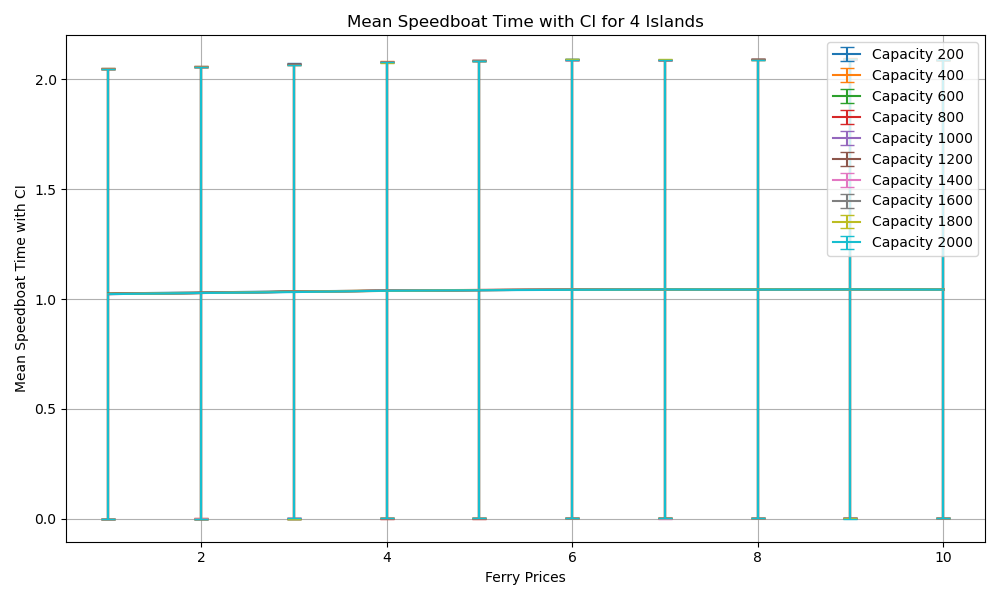 Mean Speedboat Time with CI for 4 Islands
Mean Speedboat Time with CI
2.0
1.5
1.0
0.5
0.0
2
4
6
8
10
Ferry Prices
Capacity 200
Capacity 400
Capacity 600
Capacity 800
Capacity 1000
Capacity 1200
Capacity 1400
Capacity 1600
Capacity 1800
Capacity 2000